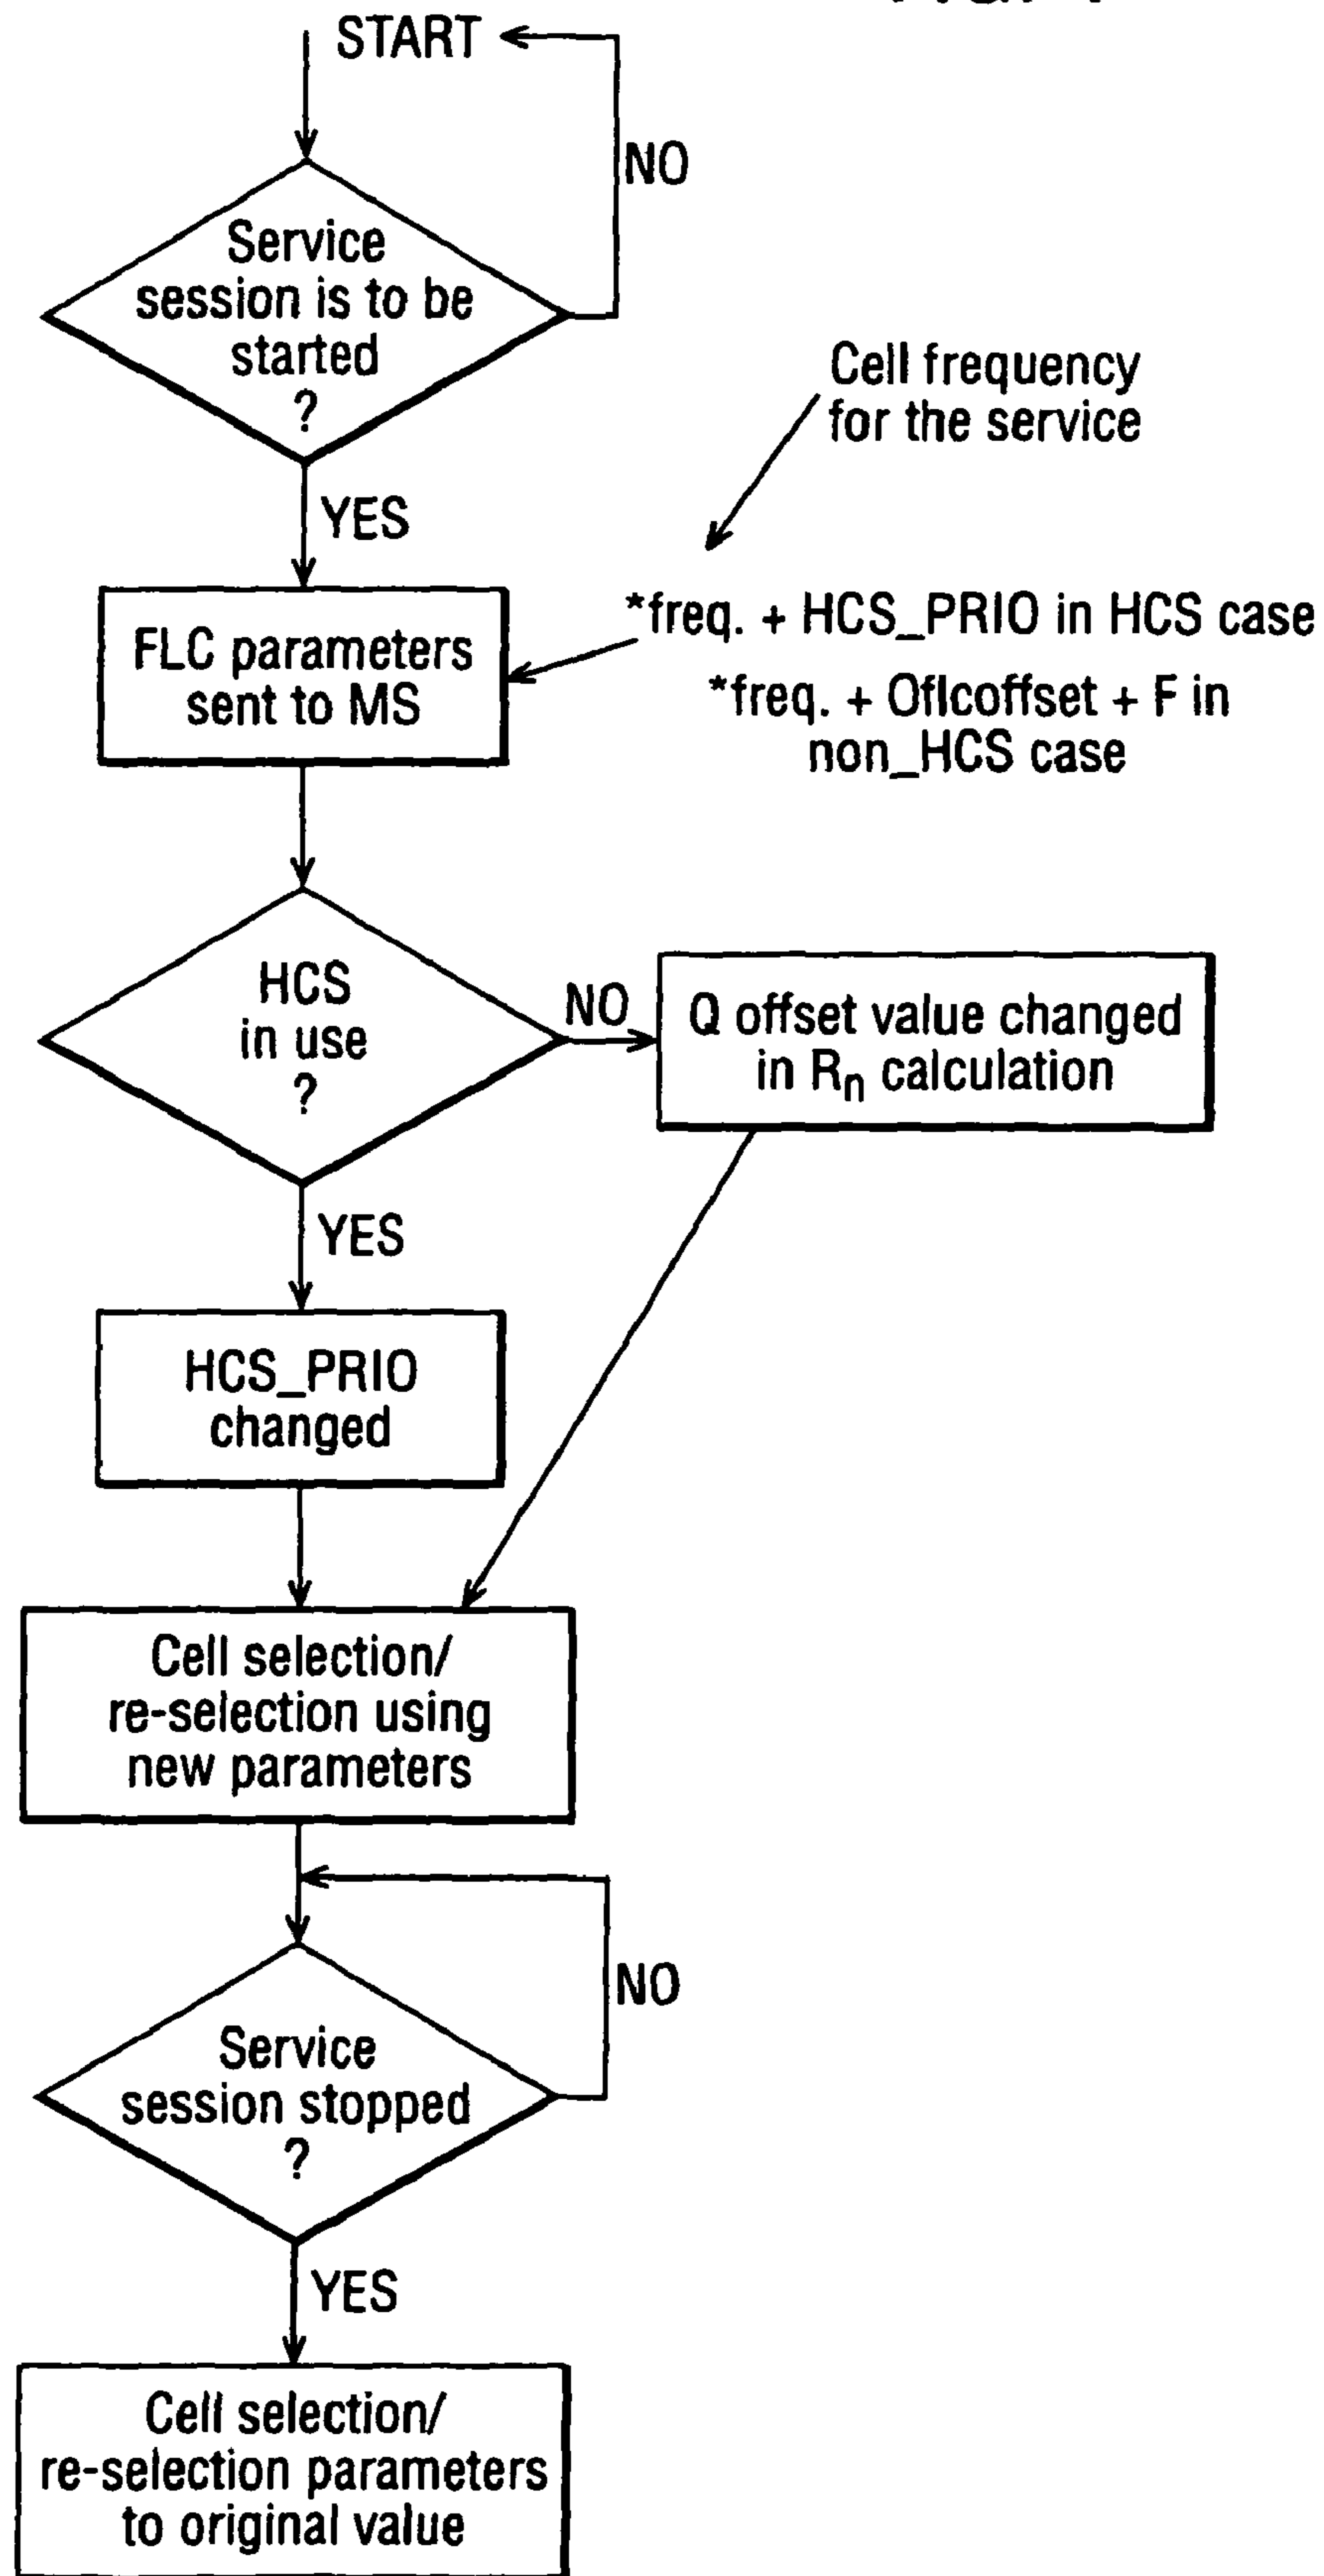 START
NO
Service
session is to be
started
?
Cell frequency
for the service
YES
FLC parameters
sent to MS
*freq. + HCS_PRIO in HCS case
*freq. + Oflcoffset + F in
non_HCS case
HCS
in use
?
NO
Q offset value changed
in Rn calculation
YES
HCS_PRIO
changed
Cell selection/
re-selection using
new parameters
NO
Service
session stopped
?
YES
Cell selection/
re-selection parameters
to original value